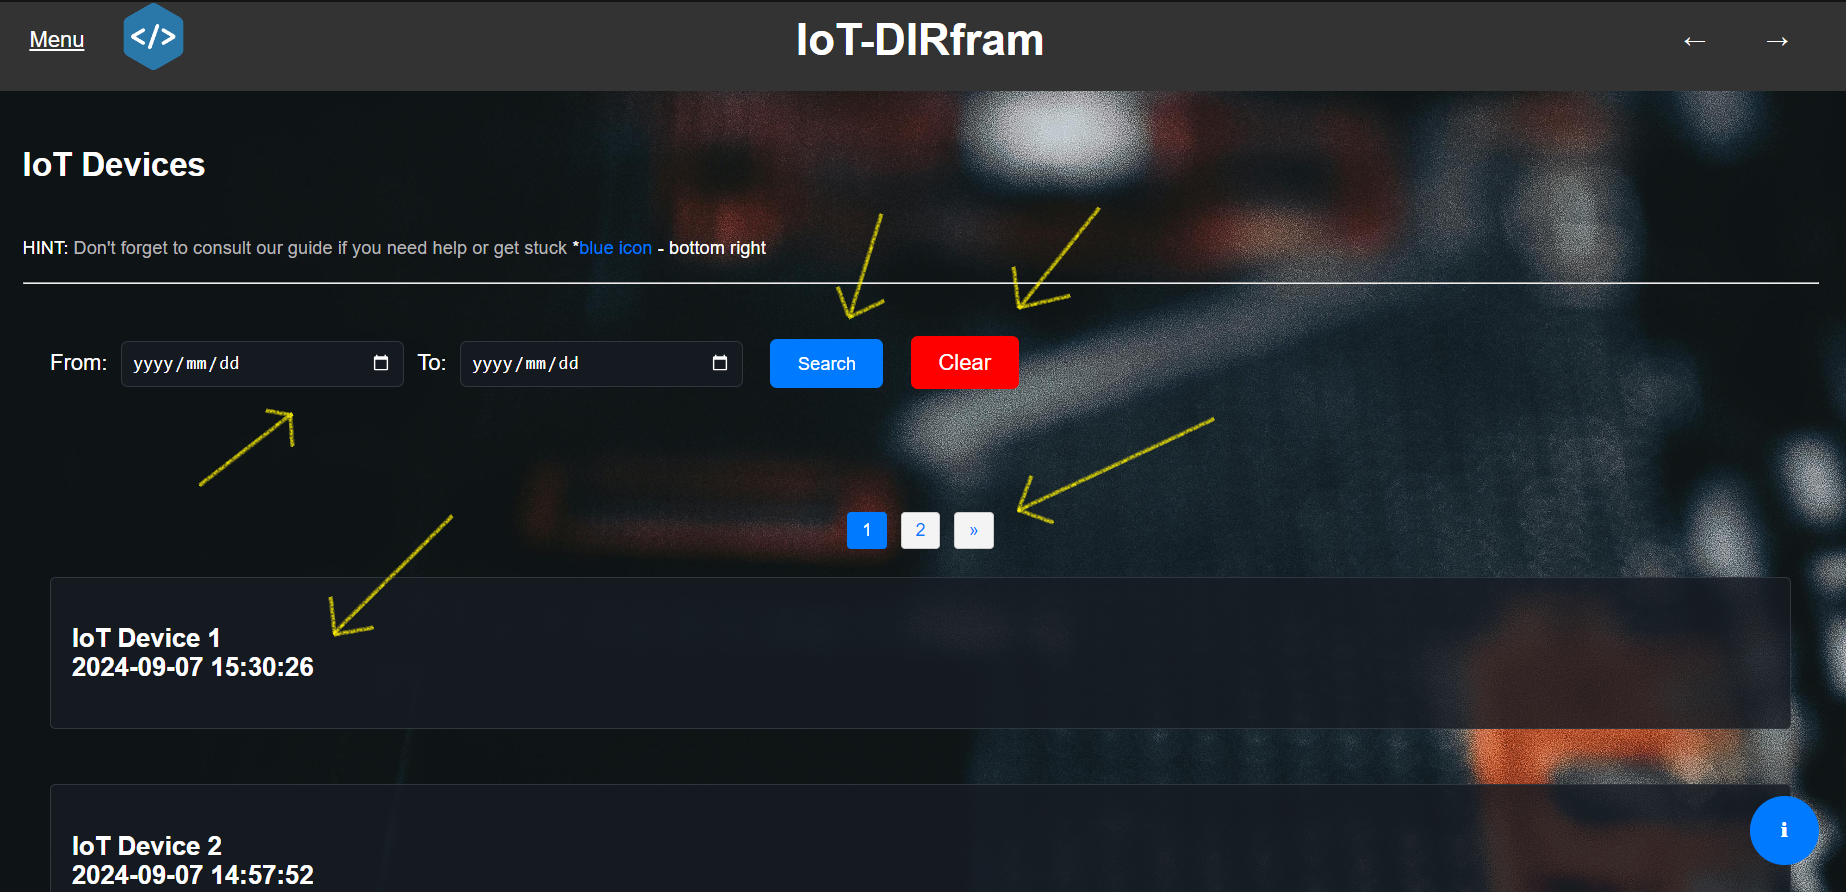 Menu </> IoT-DIRfram ← →
IoT Devices
HINT: Don't forget to consult our guide if you need help or get stuck *blue icon - bottom right
From: yyyy/mm/dd To: yyyy/mm/dd Search Clear
1 2 »
IoT Device 1
2024-09-07 15:30:26
IoT Device 2
2024-09-07 14:57:52
i